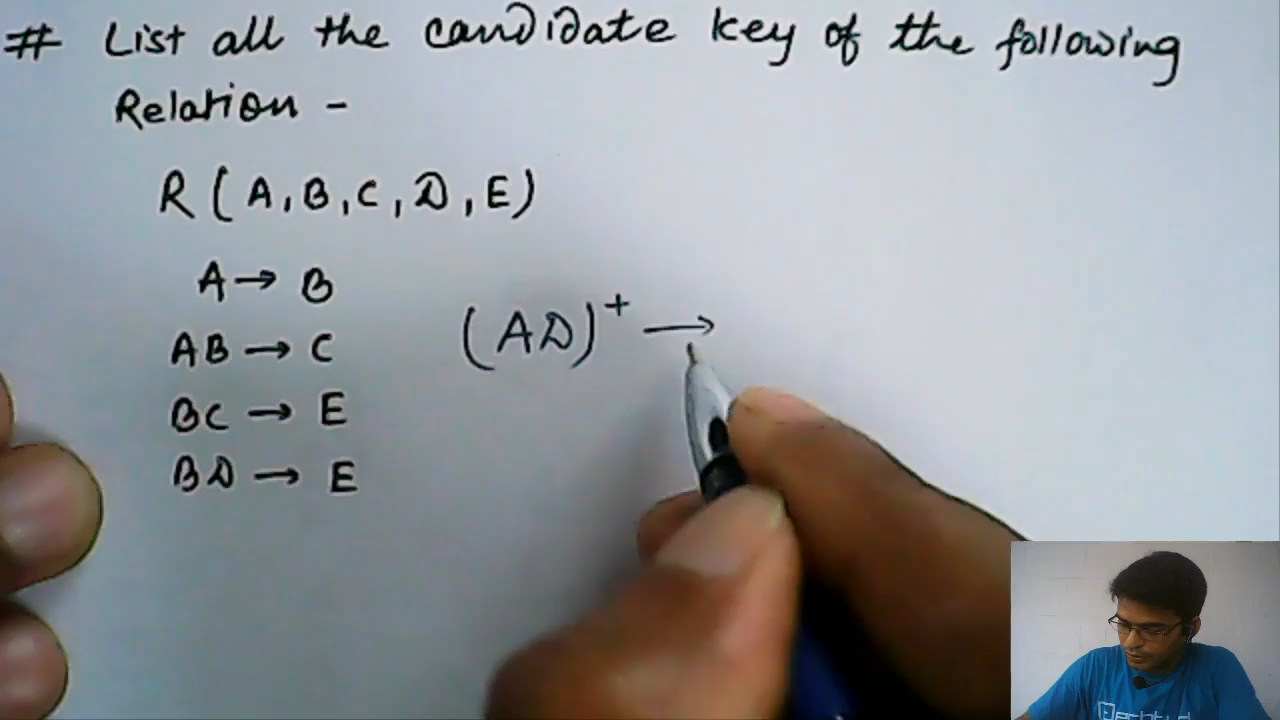 # List all the candidate key of the following
Relation -
R ( A, B, C, D, E)
A → B
AB → C
BC → E
BD → E
(AD)⁺ →